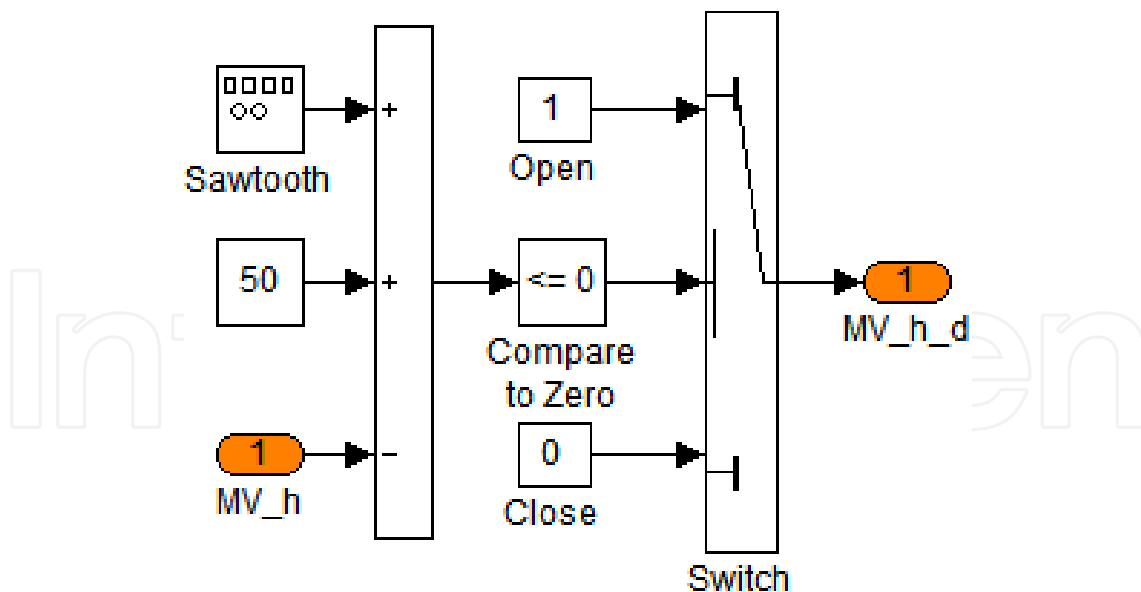 +
1
Open
Sawtooth
50
+
<= 0
1
MV_h_d
Compare
to Zero
1
MV_h
−
0
Close
Switch